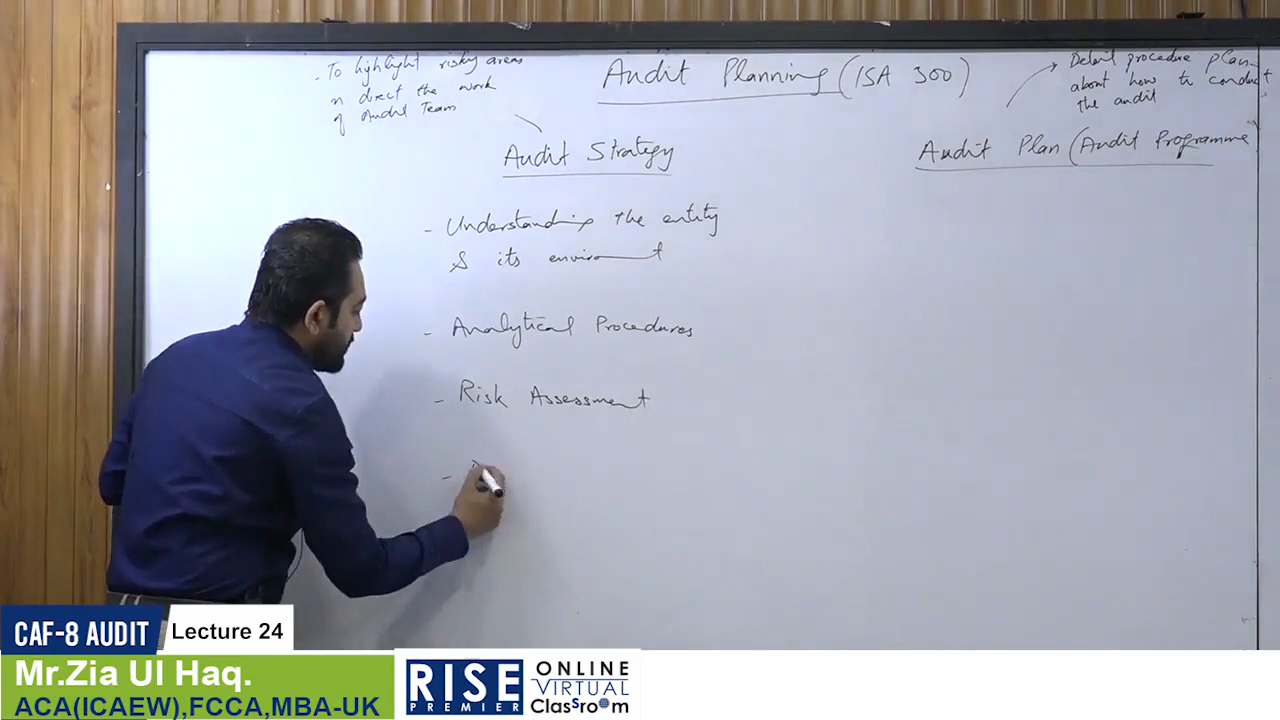 Audit Planning (ISA 300)
- To highlight risky areas
n direct the work
of Audit Team
Audit Strategy
- Understanding the entity
& its environment
- Analytical Procedures
- Risk Assessment
-
Detail procedure plan
about how to conduct
the audit
Audit Plan (Audit Programme
CAF-8 AUDIT
Lecture 24
Mr.Zia Ul Haq.
ACA(ICAEW),FCCA,MBA-UK
RISE
PREMIER
ONLINE
VIRTUAL
Classroom